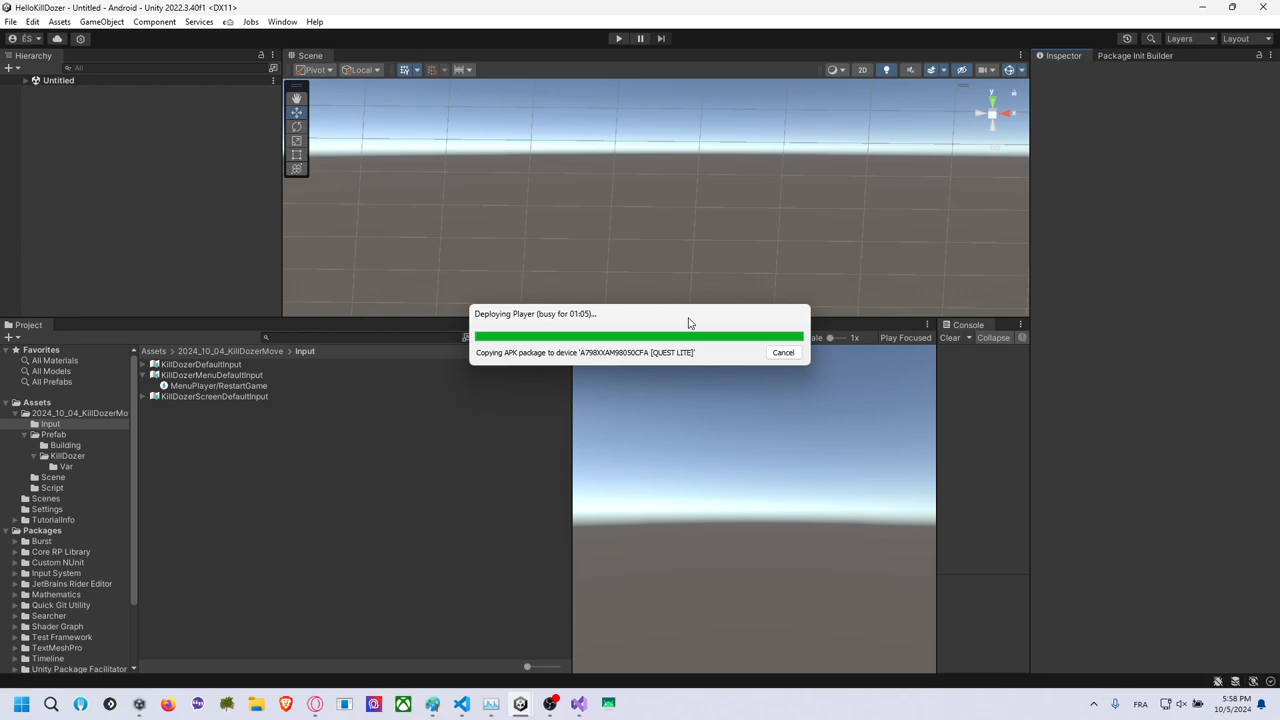 HelloKillDozer - Untitled - Android - Unity 2022.3.40f1 <DX11>
File Edit Assets GameObject Component Services Jobs Window Help
ÉS
Layers
Layout
Hierarchy
All
Untitled
Scene
Pivot
Local
2D
y
x
Inspector
Package Init Builder
Deploying Player (busy for 01:05)...
Copying APK package to device 'A798XXAM98050CFA [QUEST LITE]'
Cancel
Project
Favorites
All Materials
All Models
All Prefabs
Assets
2024_10_04_KillDozerMo
Input
Prefab
Building
KillDozer
Var
Scene
Script
Scenes
Settings
TutorialInfo
Packages
Burst
Core RP Library
Custom NUnit
Input System
JetBrains Rider Editor
Mathematics
Quick Git Utility
Searcher
Shader Graph
Test Framework
TextMeshPro
Timeline
Unity Package Facilitator
Assets
2024_10_04_KillDozerMove
Input
KillDozerDefaultInput
KillDozerMenuDefaultInput
MenuPlayer/RestartGame
KillDozerScreenDefaultInput
ale
1x
Play Focused
Console
Clear
Collapse
FRA
5:58 PM
10/5/2024